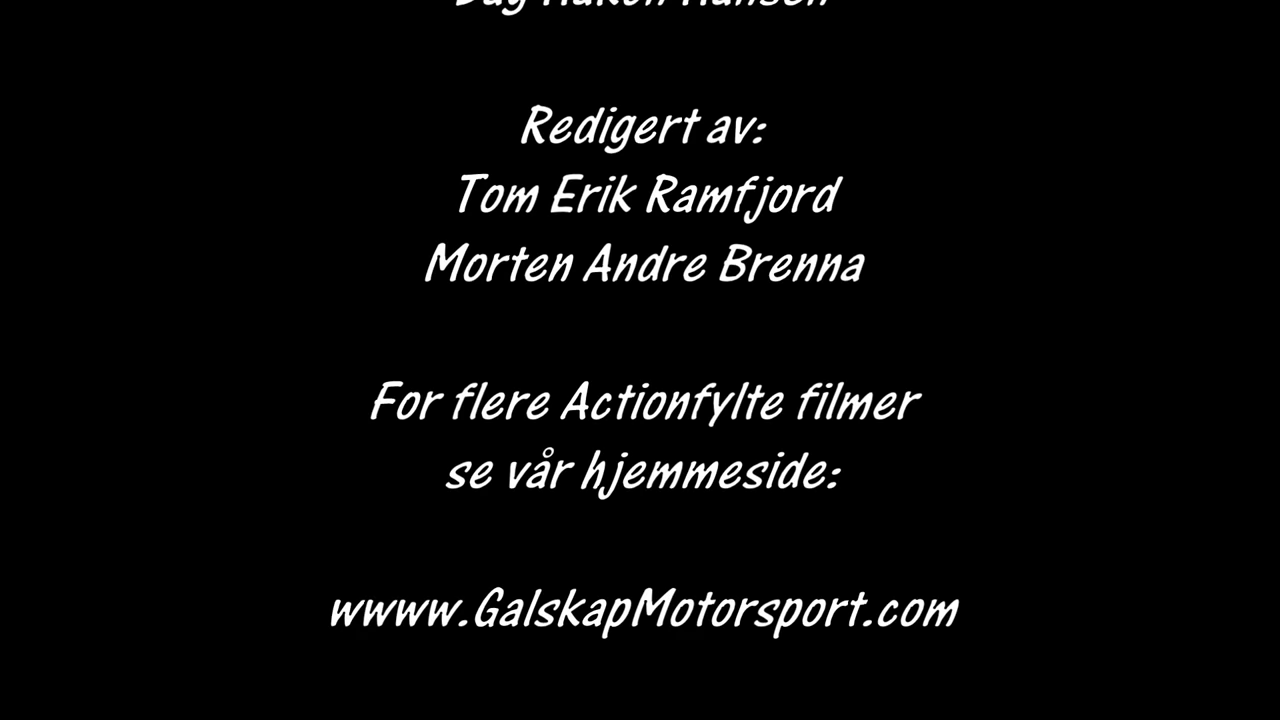 Redigert av:
Tom Erik Ramfjord
Morten Andre Brenna
For flere Actionfylte filmer
se vår hjemmeside:
wwww.GalskapMotorsport.com